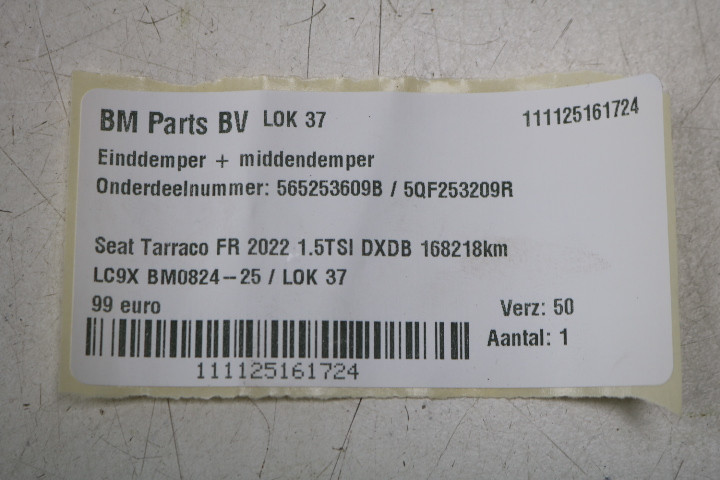 BM Parts BV LOK 37 111125161724
Einddemper + middendemper
Onderdeelnummer: 565253609B / 5QF253209R
Seat Tarraco FR 2022 1.5TSI DXDB 168218km
LC9X BM0824--25 / LOK 37
99 euro Verz: 50
Aantal: 1
111125161724